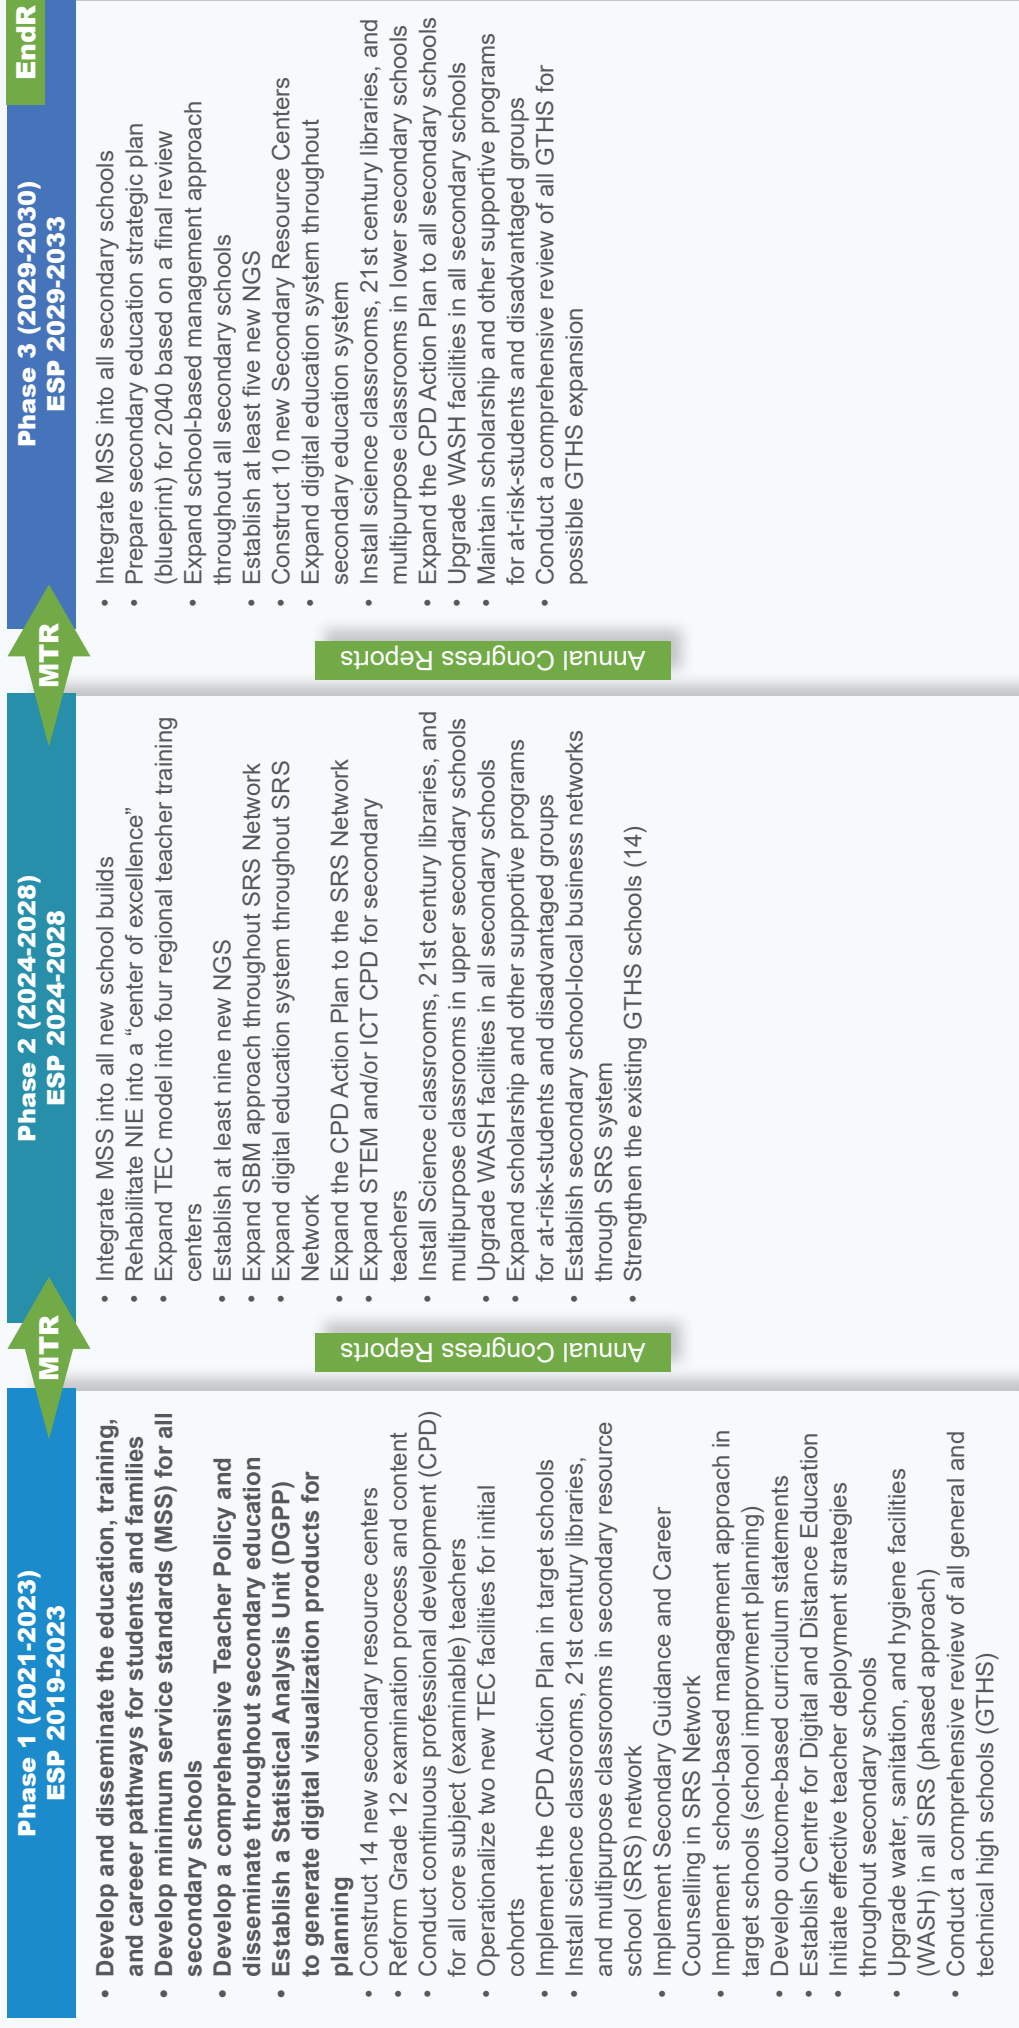 Phase 1 (2021-2023)
ESP 2019-2023
• Develop and disseminate the education, training,
and career pathways for students and families
• Develop minimum service standards (MSS) for all
secondary schools
• Develop a comprehensive Teacher Policy and
disseminate throughout secondary education
• Establish a Statistical Analysis Unit (DGPP)
to generate digital visualization products for
planning
• Construct 14 new secondary resource centers
• Reform Grade 12 examination process and content
• Conduct continuous professional development (CPD)
for all core subject (examinable) teachers
• Operationalize two new TEC facilities for initial
cohorts
• Implement the CPD Action Plan in target schools
• Install science classrooms, 21st century libraries,
and multipurpose classrooms in secondary resource
school (SRS) network
• Implement Secondary Guidance and Career
Counselling in SRS Network
• Implement school-based management approach in
target schools (school improvment planning)
• Develop outcome-based curriculum statements
• Establish Centre for Digital and Distance Education
• Initiate effective teacher deployment strategies
throughout secondary schools
• Upgrade water, sanitation, and hygiene facilities
(WASH) in all SRS (phased approach)
• Conduct a comprehensive review of all general and
technical high schools (GTHS)
MTR
Annual Congress Reports
Phase 2 (2024-2028)
ESP 2024-2028
• Integrate MSS into all new school builds
• Rehabilitate NIE into a “center of excellence”
• Expand TEC model into four regional teacher training
centers
• Establish at least nine new NGS
• Expand SBM approach throughout SRS Network
• Expand digital education system throughout SRS
Network
• Expand the CPD Action Plan to the SRS Network
• Expand STEM and/or ICT CPD for secondary
teachers
• Install Science classrooms, 21st century libraries, and
multipurpose classrooms in upper secondary schools
• Upgrade WASH facilities in all secondary schools
• Expand scholarship and other supportive programs
for at-risk-students and disadvantaged groups
• Establish secondary school-local business networks
through SRS system
• Strengthen the existing GTHS schools (14)
MTR
Annual Congress Reports
Phase 3 (2029-2030)
ESP 2029-2033
EndR
• Integrate MSS into all secondary schools
• Prepare secondary education strategic plan
(blueprint) for 2040 based on a final review
• Expand school-based management approach
throughout all secondary schools
• Establish at least five new NGS
• Construct 10 new Secondary Resource Centers
• Expand digital education system throughout
secondary education system
• Install science classrooms, 21st century libraries, and
multipurpose classrooms in lower secondary schools
• Expand the CPD Action Plan to all secondary schools
• Upgrade WASH facilities in all secondary schools
• Maintain scholarship and other supportive programs
for at-risk-students and disadvantaged groups
• Conduct a comprehensive review of all GTHS for
possible GTHS expansion